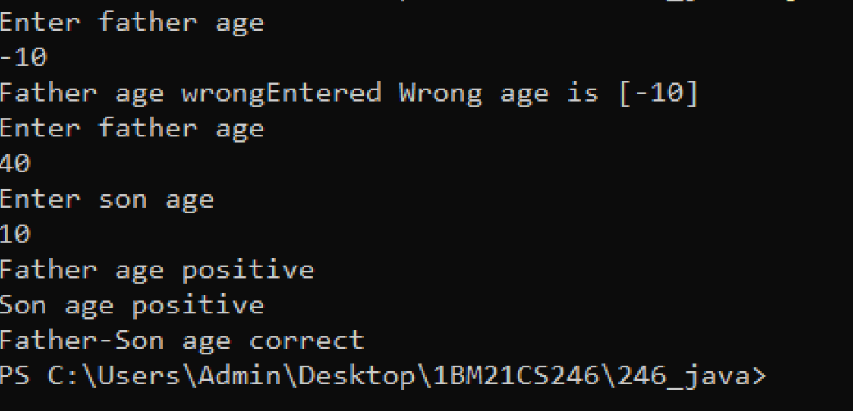 Enter father age
-10
Father age wrongEntered Wrong age is [-10]
Enter father age
40
Enter son age
10
Father age positive
Son age positive
Father-Son age correct
PS C:\Users\Admin\Desktop\1BM21CS246\246_java>